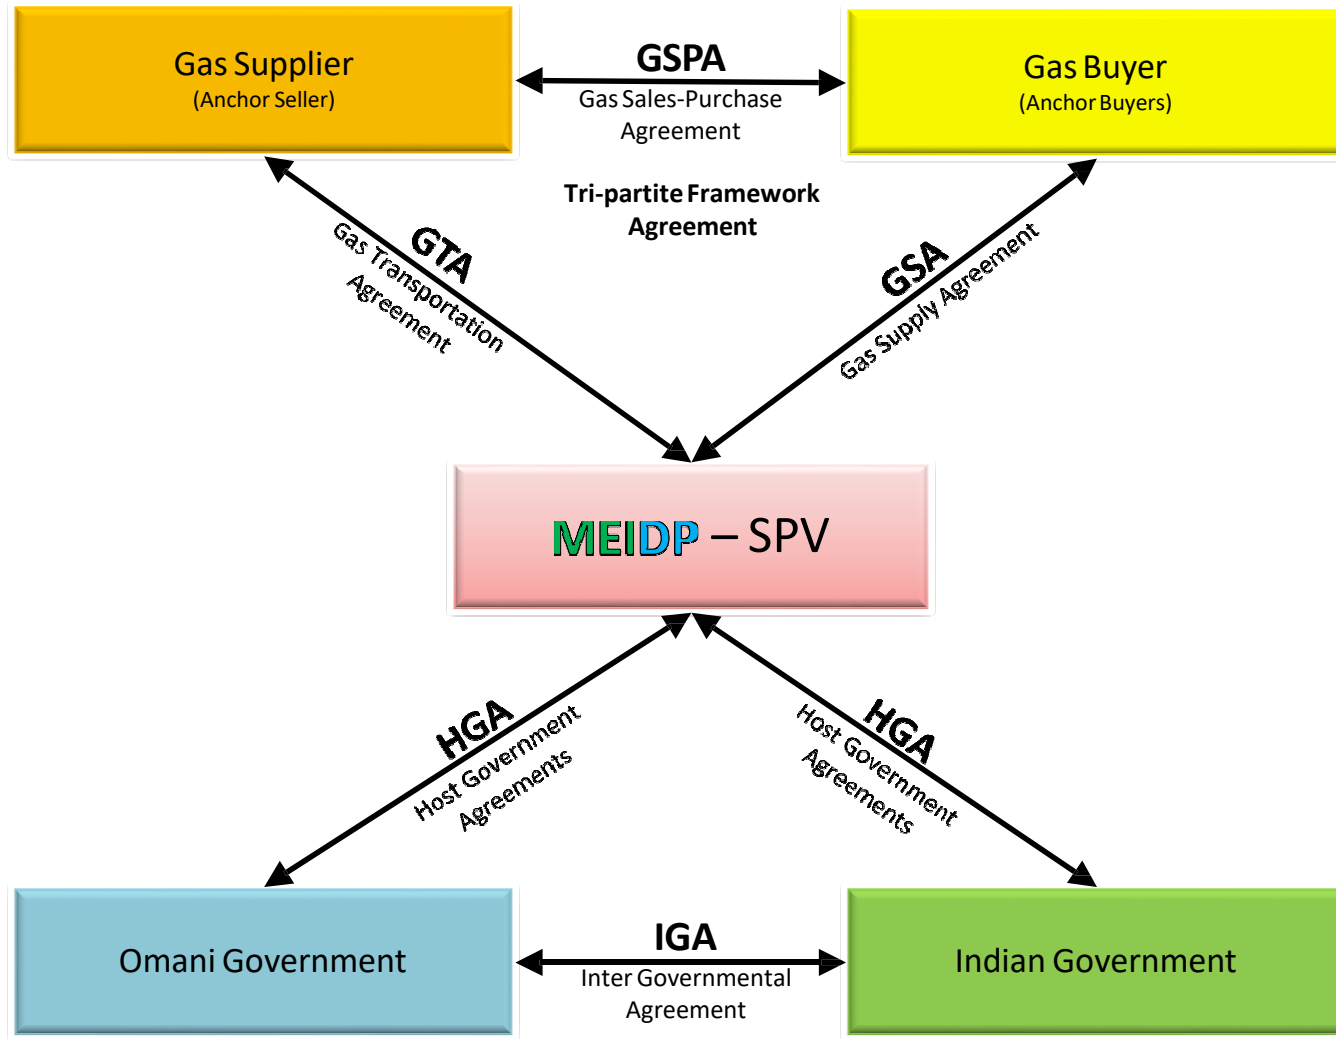 Gas Supplier
(Anchor Seller)
GSPA
Gas Sales-Purchase
Agreement
Gas Buyer
(Anchor Buyers)
Tri-partite Framework
Agreement
GTA
Gas Transportation
Agreement
GSA
Gas Supply Agreement
MEIDP – SPV
HGA
Host Government
Agreements
HGA
Host Government
Agreements
Omani Government
IGA
Inter Governmental
Agreement
Indian Government